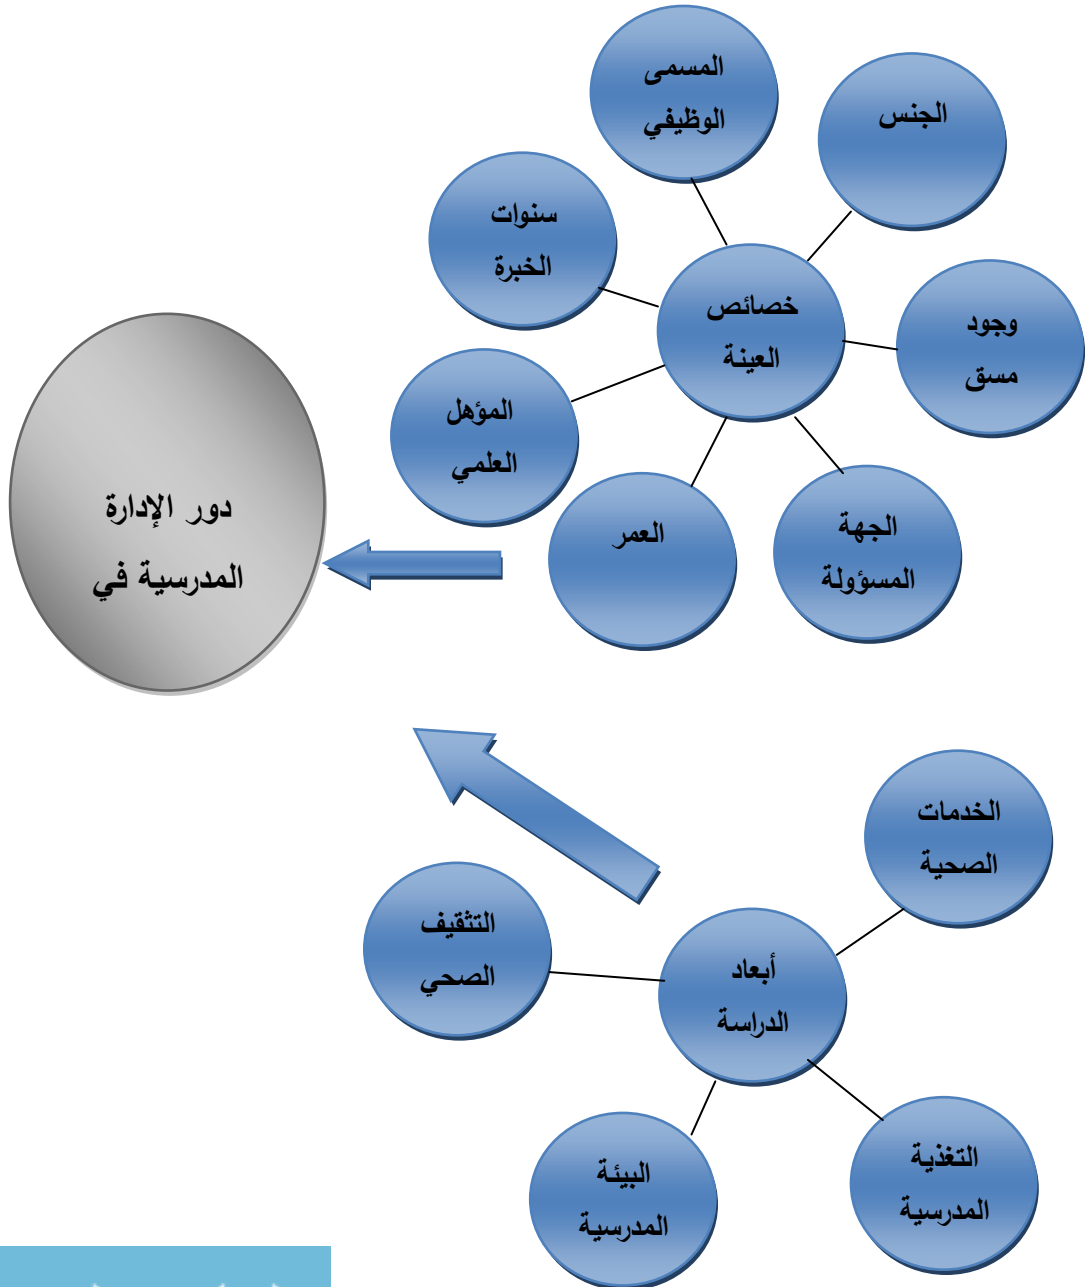 المسمى
الوظيفي
الجنس
سنوات
الخبرة
خصائص
العينة
وجود
مسق
المؤهل
العلمي
العمر
الجهة
المسؤولة
دور الإدارة
المدرسية في
الخدمات
الصحية
التثقيف
الصحي
أبعاد
الدراسة
البيئة
المدرسية
التغذية
المدرسية